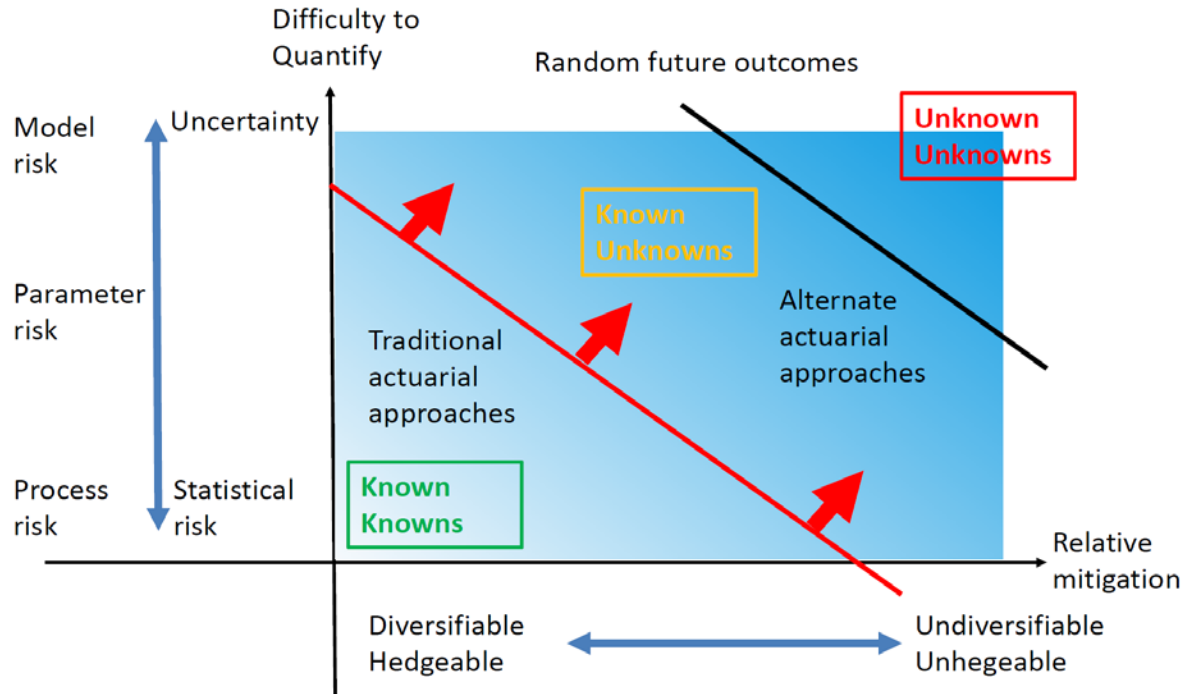 Difficulty to
Quantify
Random future outcomes
Model
risk
Uncertainty
Unknown
Unknowns
Known
Unknowns
Parameter
risk
Alternate
actuarial
approaches
Traditional
actuarial
approaches
Process
risk
Statistical
risk
Known
Knowns
Relative
mitigation
Diversifiable
Hedgeable
Undiversifiable
Unhegeable